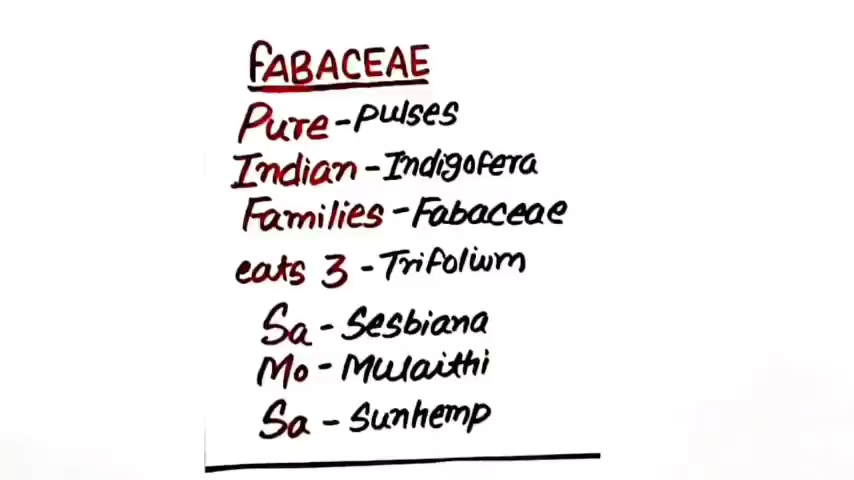 FABACEAE
Pure - Pulses
Indian - Indigofera
Families - Fabaceae
eats 3 - Trifolium
Sa - Sesbiana
Mo - Mulaithi
Sa - Sunhemp